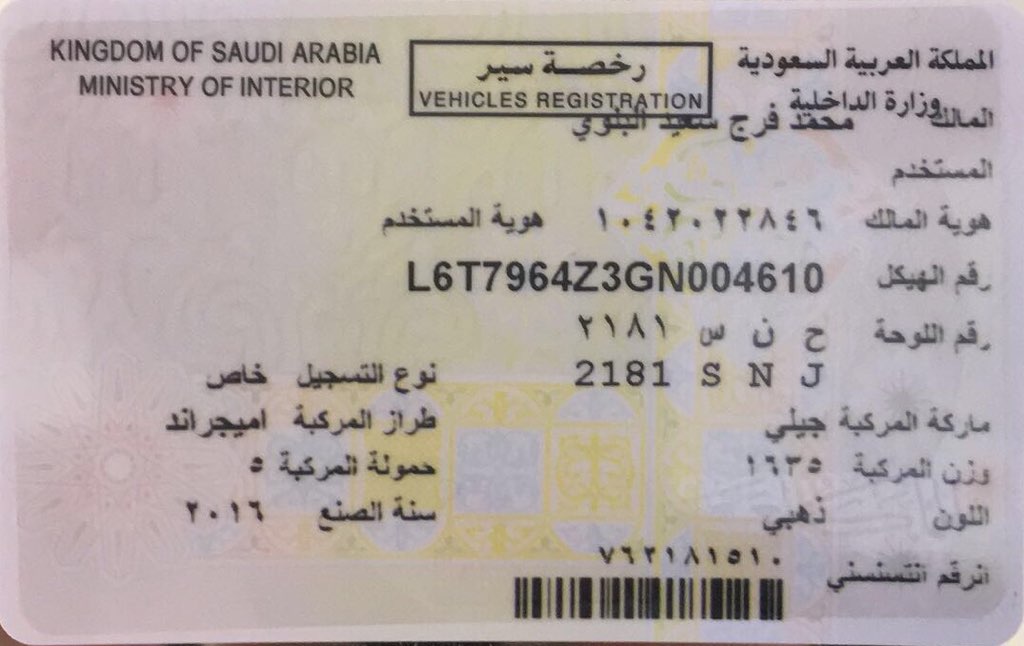 KINGDOM OF SAUDI ARABIA
MINISTRY OF INTERIOR
رخصة سير
VEHICLES REGISTRATION
المملكة العربية السعودية
وزارة الداخلية
المالك محمد فرج سعيد البلوي
المستخدم
هوية المالك ١٠٤٢٠٢٢٨٤٦ هوية المستخدم
رقم الهيكل L6T7964Z3GN004610
رقم اللوحة ح ن س ٢١٨١
2181 S N J نوع التسجيل خاص
ماركة المركبة جيلي طراز المركبة اميجراند
وزن المركبة ١٦٣٥ حمولة المركبة ٥
اللون ذهبي سنة الصنع ٢٠١٦
الرقم التسلسلي ٧٦٢١٨١٥١٠